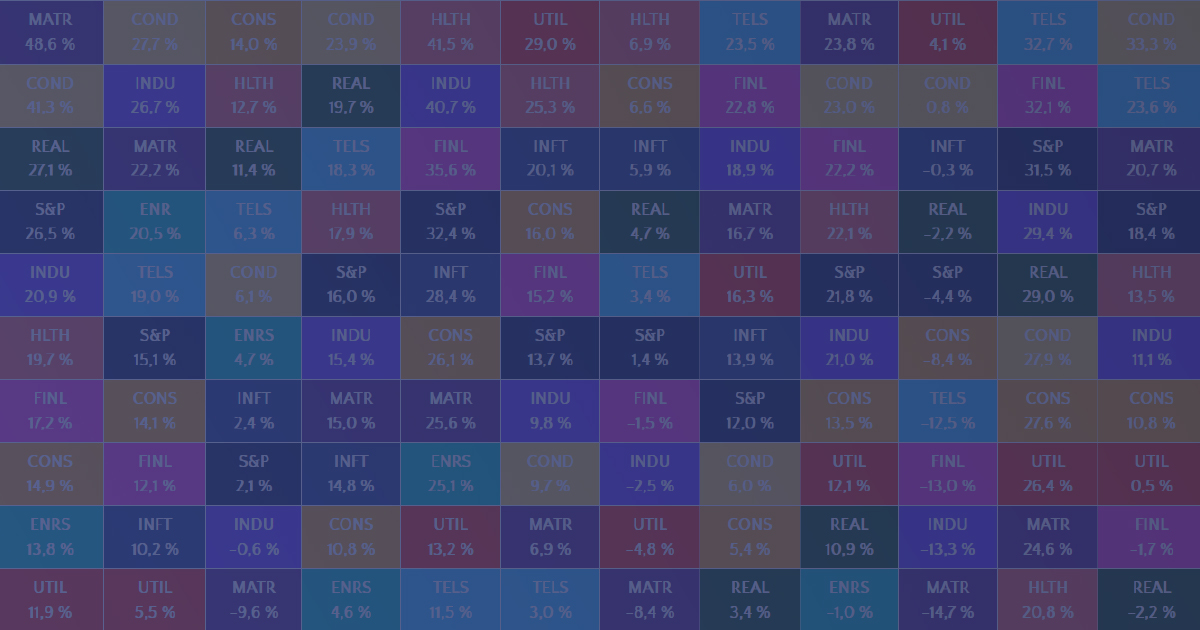 MATR COND CONS COND HLTH UTIL HLTH TELS MATR UTIL TELS COND
48,6 % 27,7 % 14,0 % 23,9 % 41,5 % 29,0 % 6,9 % 23,5 % 23,8 % 4,1 % 32,7 % 33,3 %
COND INDU HLTH REAL INDU HLTH CONS FINL COND COND FINL TELS
41,3 % 26,7 % 12,7 % 19,7 % 40,7 % 25,3 % 6,6 % 22,8 % 23,0 % 0,8 % 32,1 % 23,6 %
REAL MATR REAL TELS FINL INFT INFT INDU FINL INFT S&P MATR
27,1 % 22,2 % 11,4 % 18,3 % 35,6 % 20,1 % 5,9 % 18,9 % 22,2 % -0,3 % 31,5 % 20,7 %
S&P ENR TELS HLTH S&P CONS REAL MATR HLTH REAL INDU S&P
26,5 % 20,5 % 6,3 % 17,9 % 32,4 % 16,0 % 4,7 % 16,7 % 22,1 % -2,2 % 29,4 % 18,4 %
INDU TELS COND S&P INFT FINL TELS UTIL S&P S&P REAL HLTH
20,9 % 19,0 % 6,1 % 16,0 % 28,4 % 15,2 % 3,4 % 16,3 % 21,8 % -4,4 % 29,0 % 13,5 %
HLTH S&P ENRS INDU CONS S&P S&P INFT INDU CONS COND INDU
19,7 % 15,1 % 4,7 % 15,4 % 26,1 % 13,7 % 1,4 % 13,9 % 21,0 % -8,4 % 27,9 % 11,1 %
FINL CONS INFT MATR MATR INDU FINL S&P CONS TELS CONS CONS
17,2 % 14,1 % 2,4 % 15,0 % 25,6 % 9,8 % -1,5 % 12,0 % 13,5 % -12,5 % 27,6 % 10,8 %
CONS FINL S&P INFT ENRS COND INDU COND UTIL FINL UTIL UTIL
14,9 % 12,1 % 2,1 % 14,8 % 25,1 % 9,7 % -2,5 % 6,0 % 12,1 % -13,0 % 26,4 % 0,5 %
ENRS INFT INDU CONS UTIL MATR UTIL CONS REAL INDU MATR FINL
13,8 % 10,2 % -0,6 % 10,8 % 13,2 % 6,9 % -4,8 % 5,4 % 10,9 % -13,3 % 24,6 % -1,7 %
UTIL UTIL MATR ENRS TELS TELS MATR REAL ENRS MATR HLTH REAL
11,9 % 5,5 % -9,6 % 4,6 % 11,5 % 3,0 % -8,4 % 3,4 % -1,0 % -14,7 % 20,8 % -2,2 %